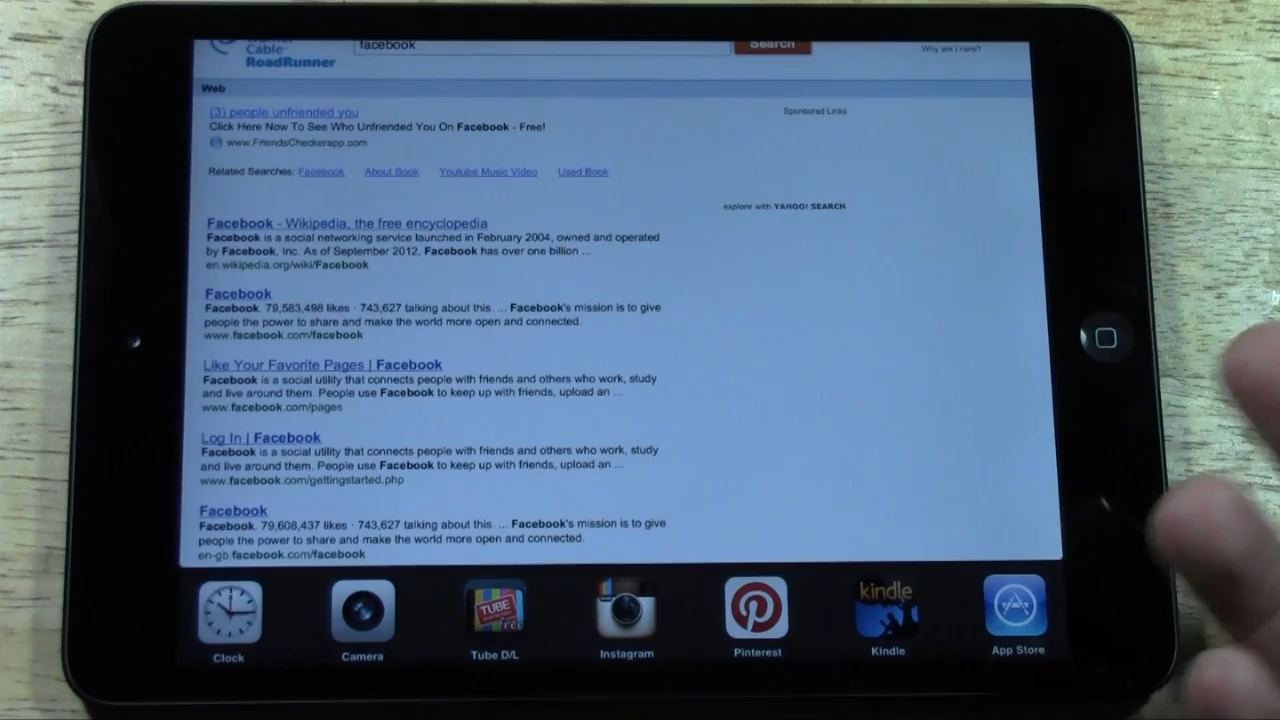 Cable
RoadRunner
facebook
Search
Why am I here?
Web
(3) people unfriended you
Click Here Now To See Who Unfriended You On Facebook - Free!
www.FriendsCheckerapp.com
Sponsored Links
Related Searches: Facebook About Book Youtube Music Video Used Book
explore with YAHOO! SEARCH
Facebook - Wikipedia, the free encyclopedia
Facebook is a social networking service launched in February 2004, owned and operated
by Facebook, Inc. As of September 2012, Facebook has over one billion ...
en.wikipedia.org/wiki/Facebook
Facebook
Facebook. 79,583,498 likes · 743,627 talking about this. ... Facebook's mission is to give
people the power to share and make the world more open and connected.
www.facebook.com/facebook
Like Your Favorite Pages | Facebook
Facebook is a social utility that connects people with friends and others who work, study
and live around them. People use Facebook to keep up with friends, upload an ...
www.facebook.com/pages
Log In | Facebook
Facebook is a social utility that connects people with friends and others who work, study
and live around them. People use Facebook to keep up with friends, upload an ...
www.facebook.com/gettingstarted.php
Facebook
Facebook. 79,608,437 likes · 743,627 talking about this. ... Facebook's mission is to give
people the power to share and make the world more open and connected.
en-gb.facebook.com/facebook
TUBE
free
kindle
Clock
Camera
Tube D/L
Instagram
Pinterest
Kindle
App Store